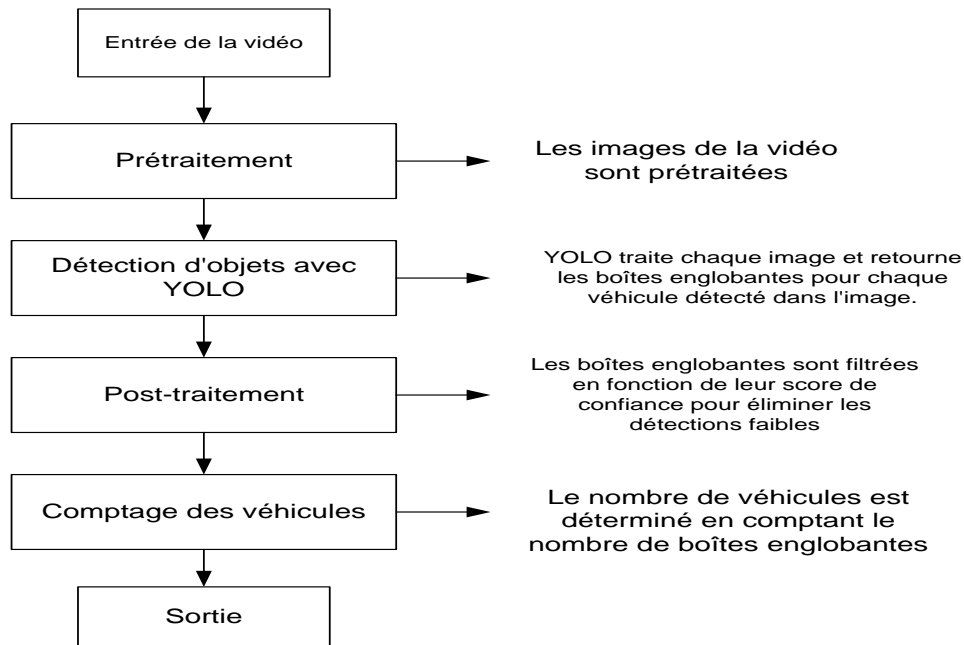 Entrée de la vidéo
Prétraitement
Les images de la vidéo
sont prétraitées
Détection d'objets avec
YOLO
YOLO traite chaque image et retourne
les boîtes englobantes pour chaque
véhicule détecté dans l'image.
Post-traitement
Les boîtes englobantes sont filtrées
en fonction de leur score de
confiance pour éliminer les
détections faibles
Comptage des véhicules
Le nombre de véhicules est
déterminé en comptant le
nombre de boîtes englobantes
Sortie